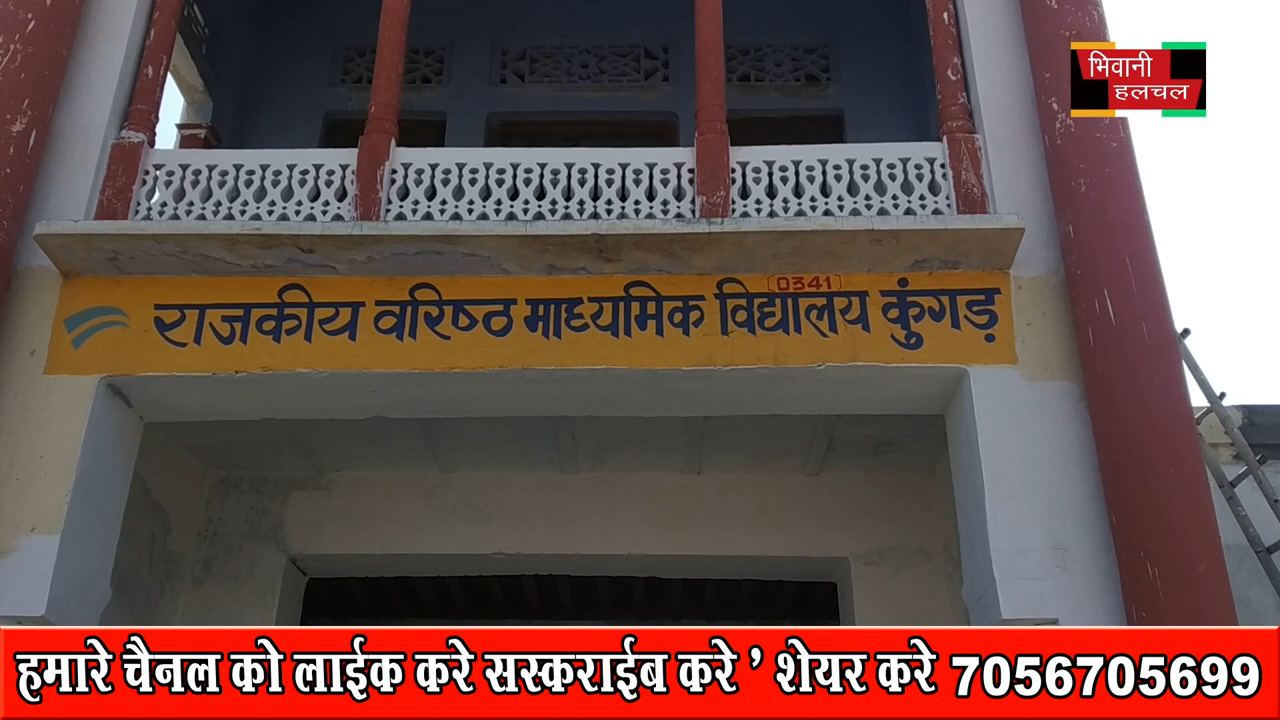 भिवानी
हलचल
(0341)
राजकीय वरिष्ठ माध्यमिक विद्यालय कुंगड़
हमारे चैनल को लाईक करे सस्कराईब करे ’ शेयर करे 7056705699